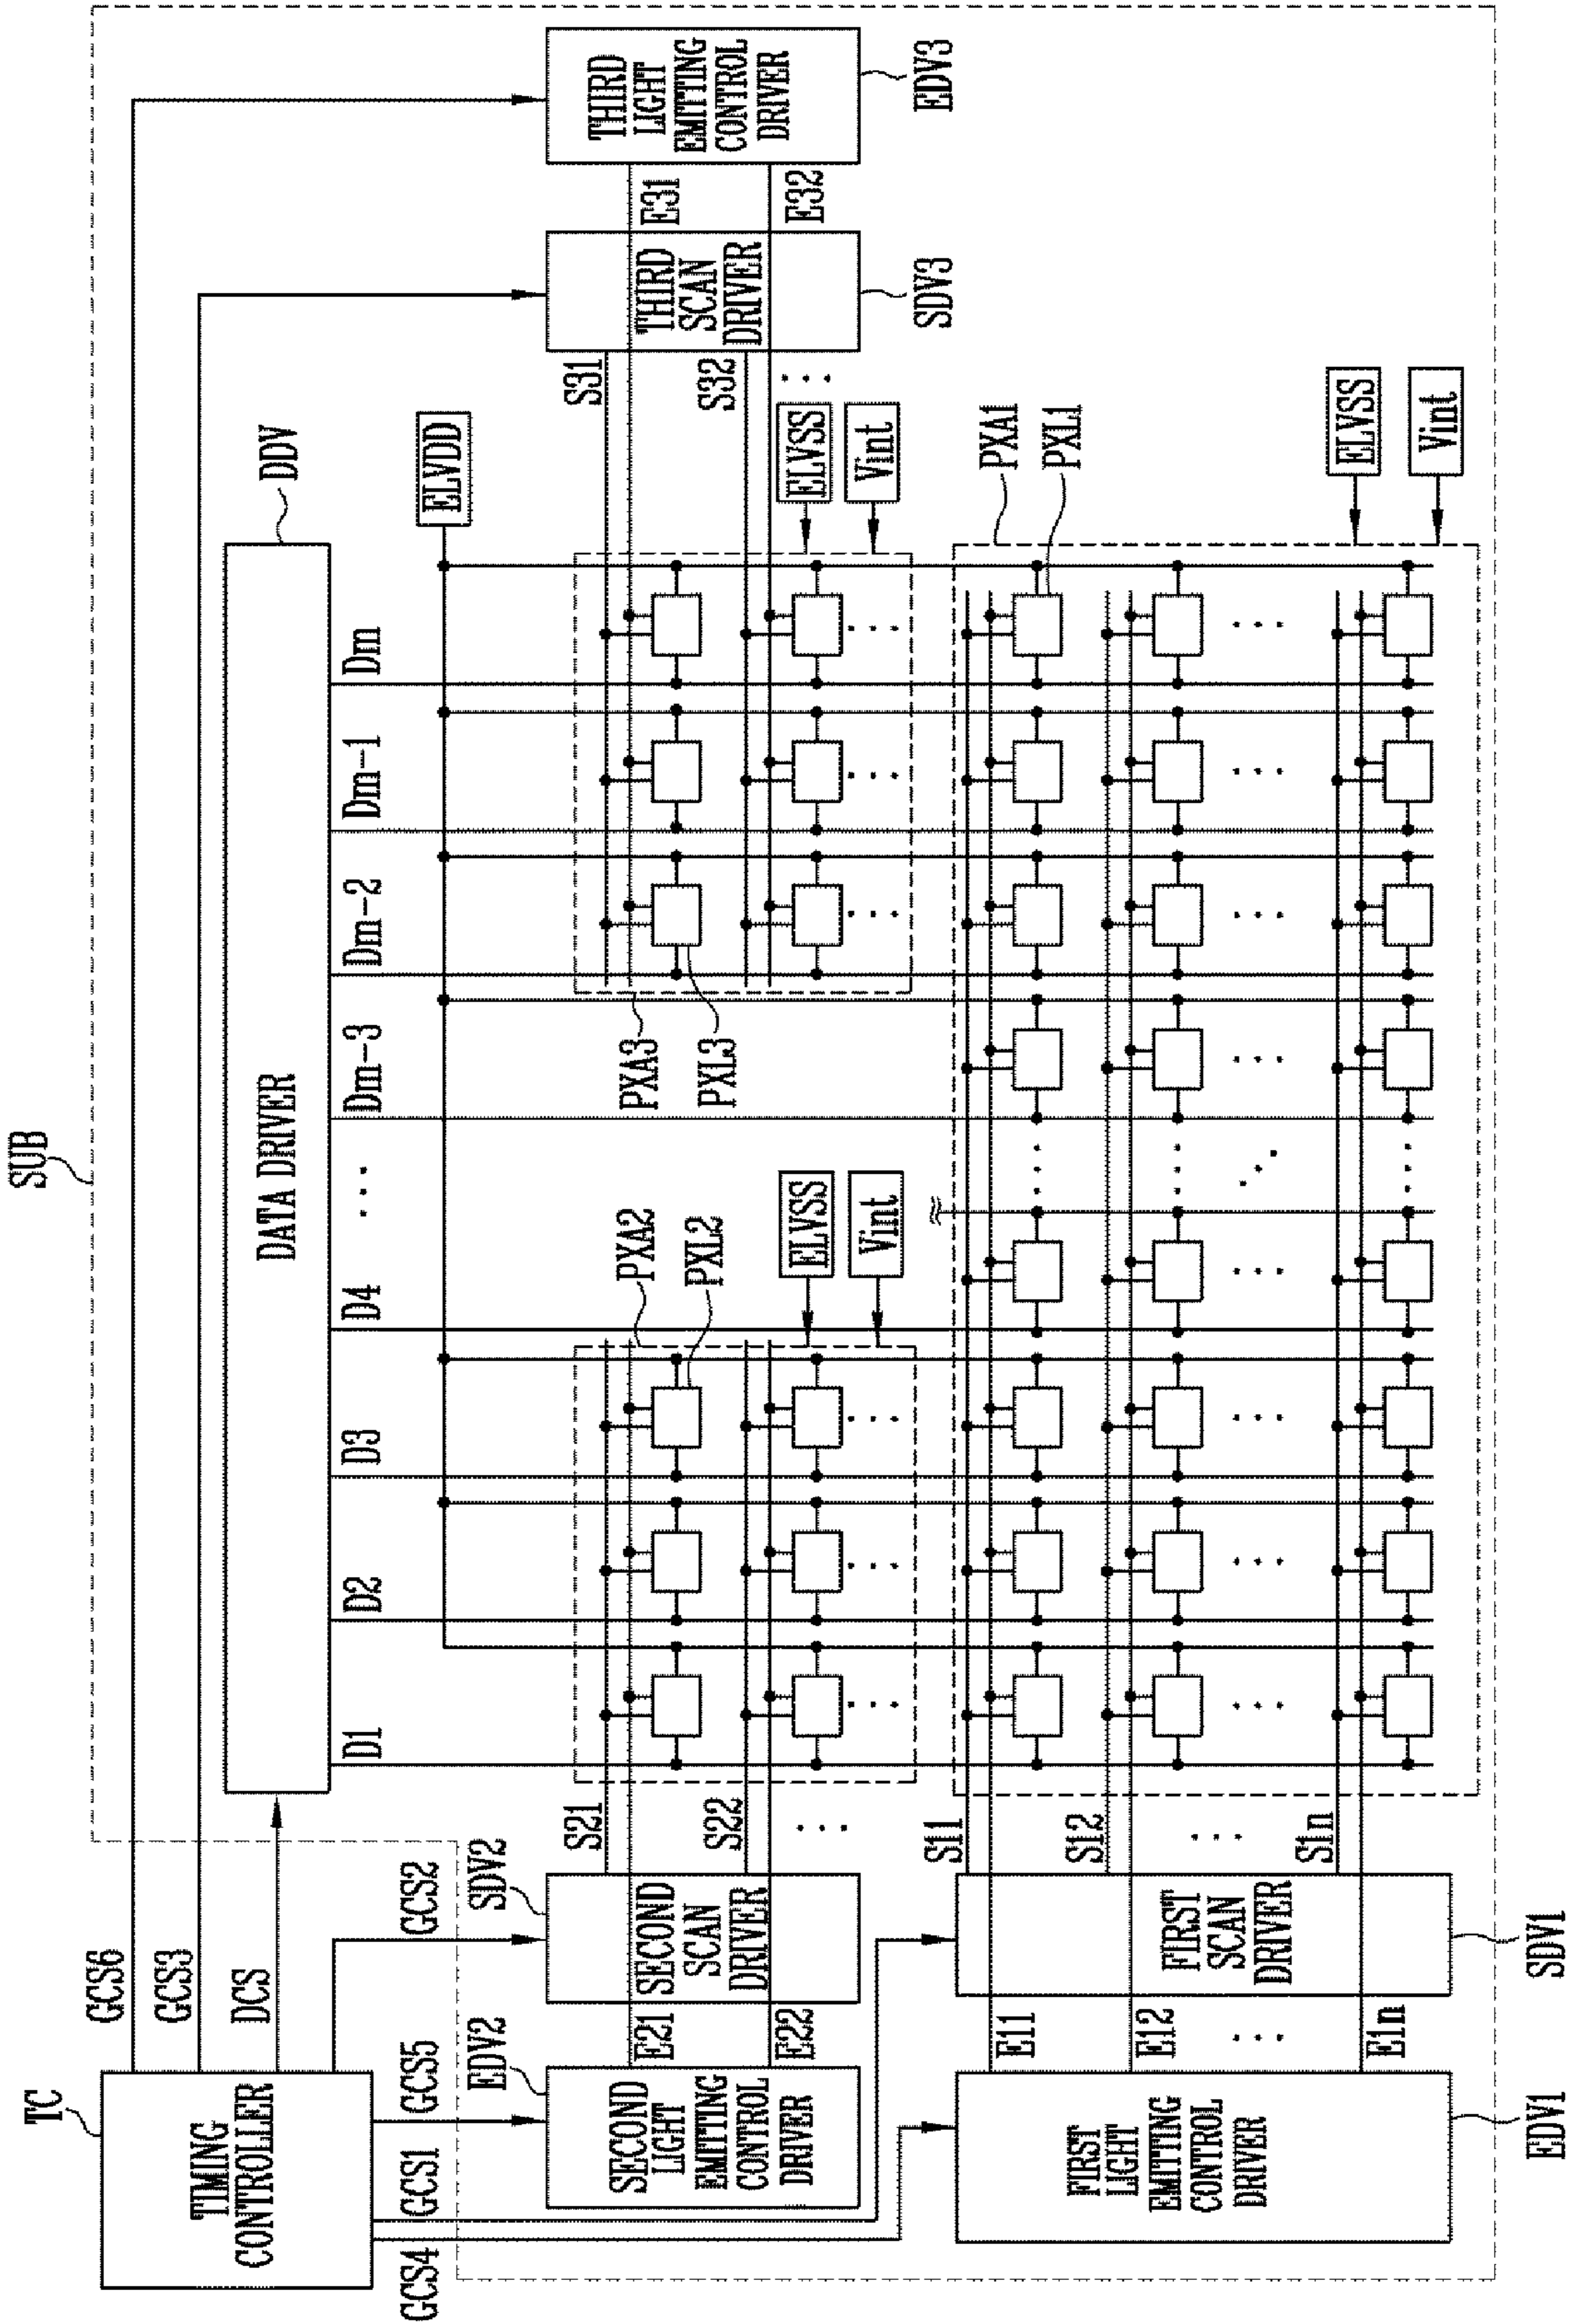 TC
TIMING
CONTROLLER
GCS6
GCS3
DCS
GCS2
GCS5
GCS1
GCS4
SUB
DATA DRIVER
DDV
D1
D2
D3
D4
...
Dm-3
Dm-2
Dm-1
Dm
ELVDD
EDV2
SECOND
LIGHT
EMITTING
CONTROL
DRIVER
E21
E22
SDV2
SECOND
SCAN
DRIVER
S21
S22
...
PXA2
PXL2
ELVSS
Vint
PXA3
PXL3
S31
S32
...
ELVSS
Vint
THIRD
SCAN
DRIVER
SDV3
E31
E32
THIRD
LIGHT
EMITTING
CONTROL
DRIVER
EDV3
FIRST
LIGHT
EMITTING
CONTROL
DRIVER
EDV1
E11
E12
...
E1n
FIRST
SCAN
DRIVER
SDV1
S11
S12
...
S1n
PXA1
PXL1
ELVSS
Vint